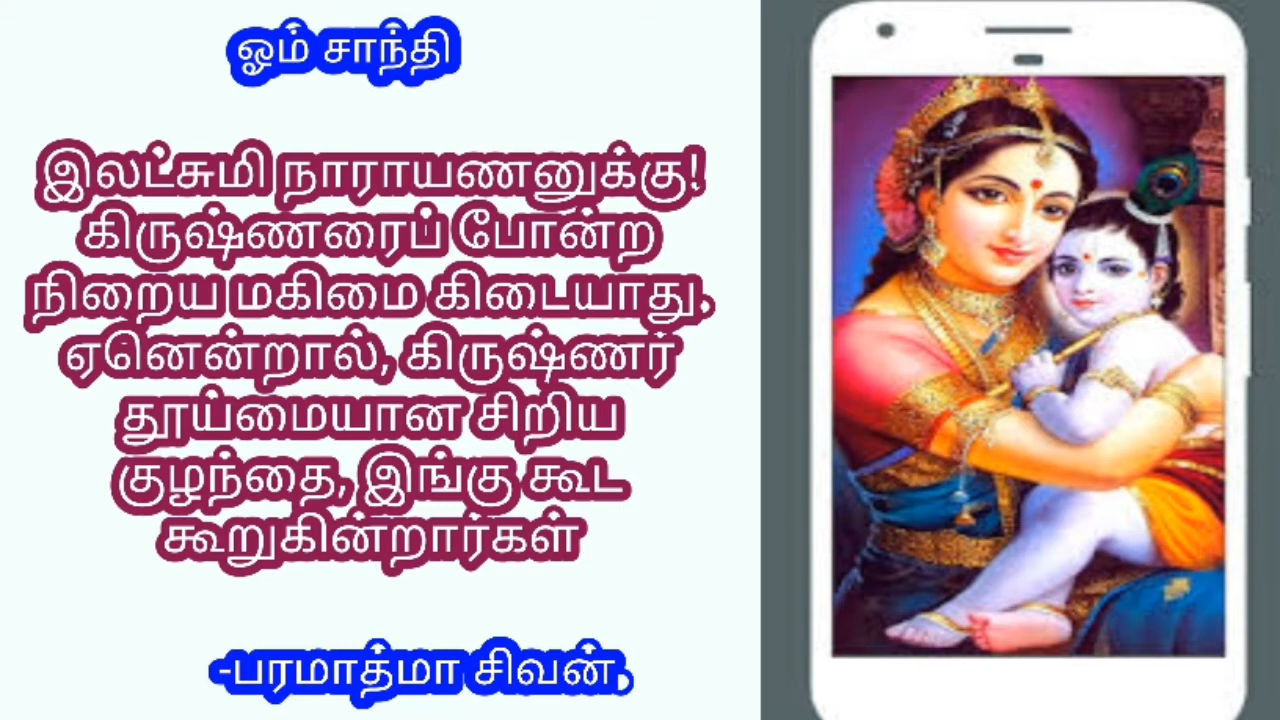 ஓம் சாந்தி
இலட்சுமி நாராயணனுக்கு!
கிருஷ்ணரைப் போன்ற
நிறைய மகிமை கிடையாது,
ஏனென்றால், கிருஷ்ணர்
தூய்மையான சிறிய
குழந்தை, இங்கு கூட
கூறுகின்றார்கள்
-பரமாத்மா சிவன்,